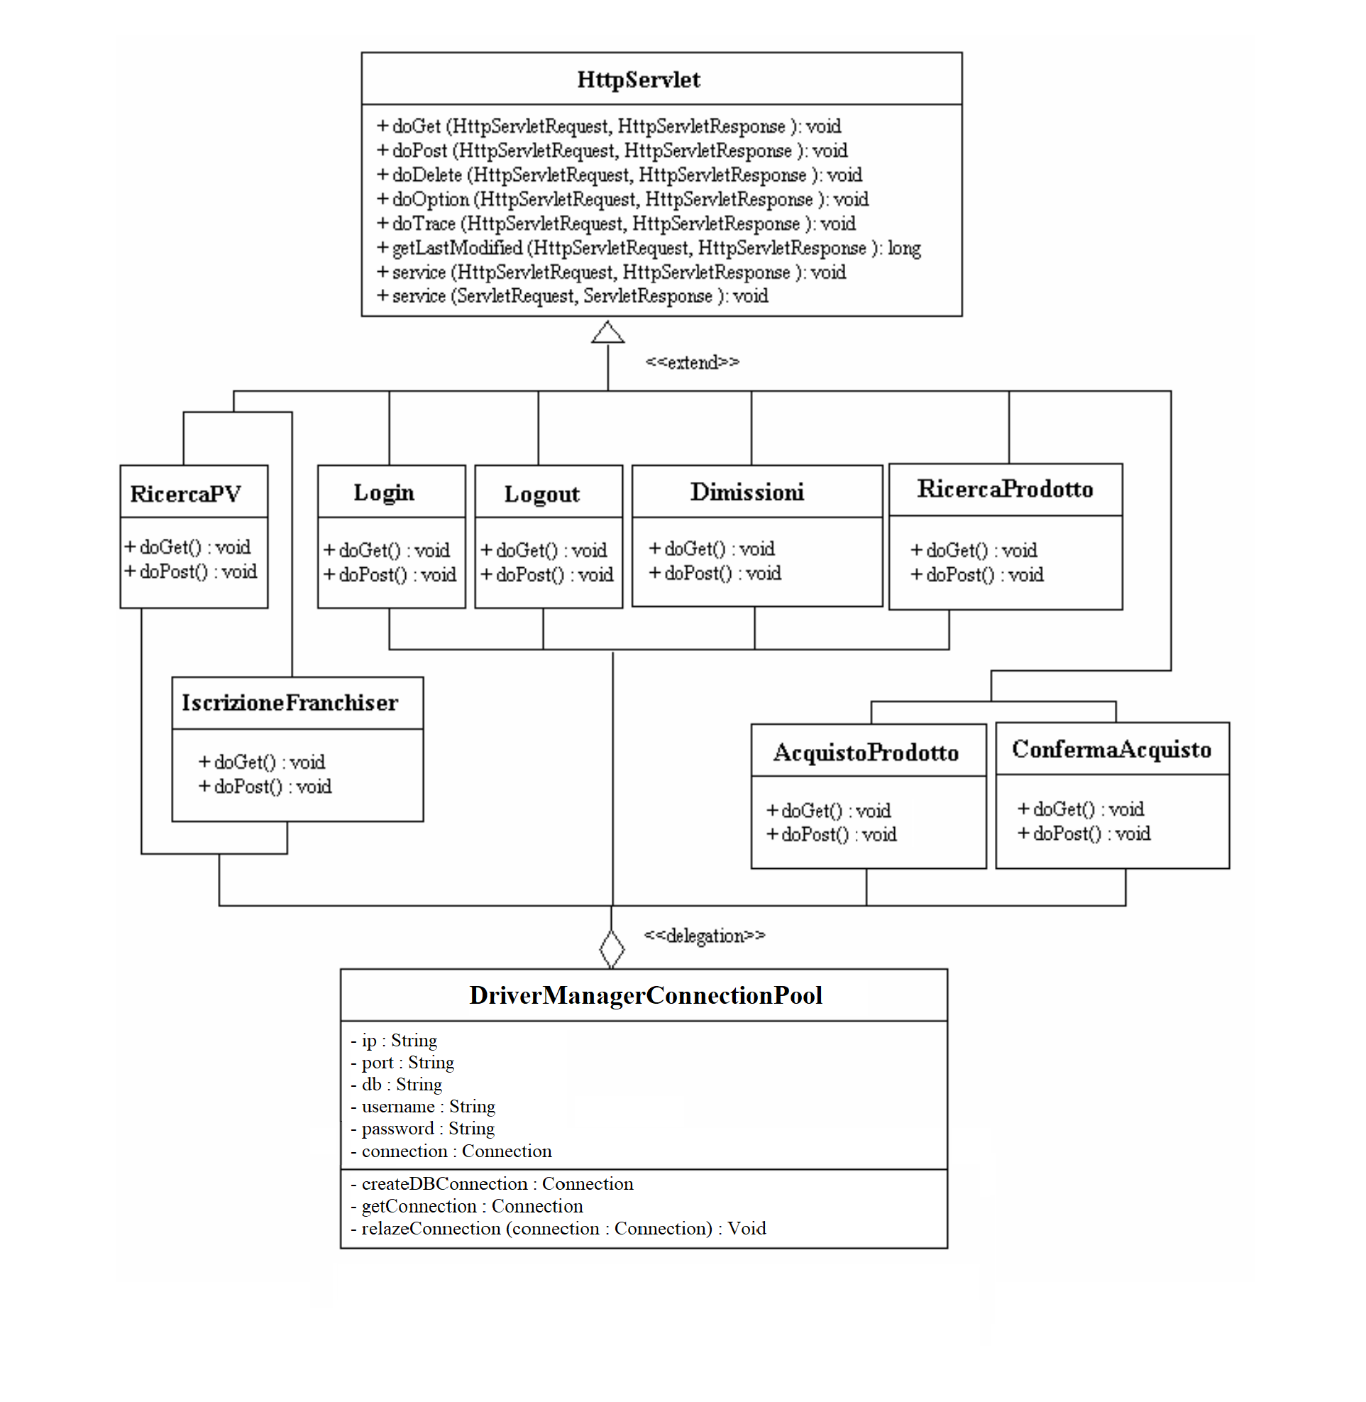 HttpServlet
+ doGet (HttpServletRequest, HttpServletResponse ): void
+ doPost (HttpServletRequest, HttpServletResponse ): void
+ doDelete (HttpServletRequest, HttpServletResponse ): void
+ doOption (HttpServletRequest, HttpServletResponse ): void
+ doTrace (HttpServletRequest, HttpServletResponse ): void
+ getLastModified (HttpServletRequest, HttpServletResponse ): long
+ service (HttpServletRequest, HttpServletResponse ): void
+ service (ServletRequest, ServletResponse ): void
<<extend>>
RicercaPV
+ doGet() : void
+ doPost() : void
Login
+ doGet() : void
+ doPost() : void
Logout
+ doGet() : void
+ doPost() : void
Dimissioni
+ doGet() : void
+ doPost() : void
RicercaProdotto
+ doGet() : void
+ doPost() : void
IscrizioneFranchiser
+ doGet() : void
+ doPost() : void
AcquistoProdotto
+ doGet() : void
+ doPost() : void
ConfermaAcquisto
+ doGet() : void
+ doPost() : void
<<delegation>>
DriverManagerConnectionPool
- ip : String
- port : String
- db : String
- username : String
- password : String
- connection : Connection
- createDBConnection : Connection
- getConnection : Connection
- relazeConnection (connection : Connection) : Void